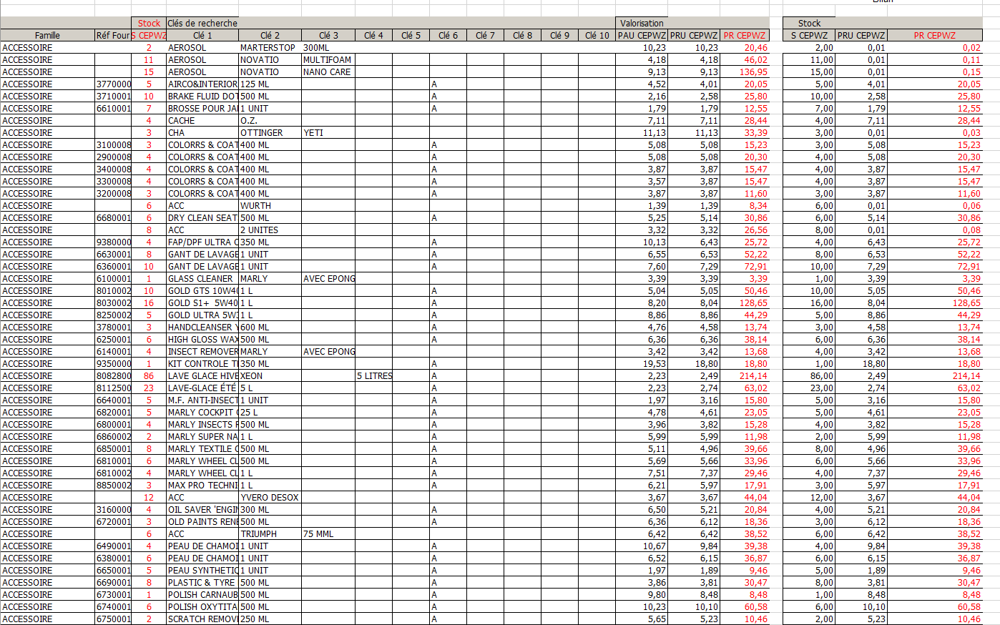 Bilan
Stock Clés de recherche Valorisation Stock
Famille Réf Four S CEPWZ Clé 1 Clé 2 Clé 3 Clé 4 Clé 5 Clé 6 Clé 7 Clé 8 Clé 9 Clé 10 PAU CEPWZ PRU CEPWZ PR CEPWZ S CEPWZ PRU CEPWZ PR CEPWZ
ACCESSOIRE 2 AEROSOL MARTERSTOP 300ML 10,23 10,23 20,46 2,00 0,01 0,02
ACCESSOIRE 11 AEROSOL NOVATIO MULTIFOAM 4,18 4,18 46,02 11,00 0,01 0,11
ACCESSOIRE 15 AEROSOL NOVATIO NANO CARE 9,13 9,13 136,95 15,00 0,01 0,15
ACCESSOIRE 3770000 5 AIRCO&INTERIOR 125 ML A 4,52 4,01 20,05 5,00 4,01 20,05
ACCESSOIRE 3710001 10 BRAKE FLUID DOT 500 ML A 2,16 2,58 25,80 10,00 2,58 25,80
ACCESSOIRE 6610001 7 BROSSE POUR JA 1 UNIT A 1,79 1,79 12,55 7,00 1,79 12,55
ACCESSOIRE 4 CACHE O.Z. 7,11 7,11 28,44 4,00 7,11 28,44
ACCESSOIRE 3 CHA OTTINGER YETI 11,13 11,13 33,39 3,00 0,01 0,03
ACCESSOIRE 3100008 3 COLORRS & COAT 400 ML A 5,08 5,08 15,23 3,00 5,08 15,23
ACCESSOIRE 2900008 4 COLORRS & COAT 400 ML A 5,08 5,08 20,30 4,00 5,08 20,30
ACCESSOIRE 3400008 4 COLORRS & COAT 400 ML A 3,87 3,87 15,47 4,00 3,87 15,47
ACCESSOIRE 3300008 4 COLORRS & COAT 400 ML A 3,57 3,87 15,47 4,00 3,87 15,47
ACCESSOIRE 3200008 3 COLORRS & COAT 400 ML A 3,87 3,87 11,60 3,00 3,87 11,60
ACCESSOIRE 6 ACC WURTH 1,39 1,39 8,34 6,00 0,01 0,06
ACCESSOIRE 6680001 6 DRY CLEAN SEAT 500 ML A 5,25 5,14 30,86 6,00 5,14 30,86
ACCESSOIRE 8 ACC 2 UNITES 3,32 3,32 26,56 8,00 0,01 0,08
ACCESSOIRE 9380000 4 FAP/DPF ULTRA C 350 ML A 10,13 6,43 25,72 4,00 6,43 25,72
ACCESSOIRE 6630001 8 GANT DE LAVAGE 1 UNIT A 6,55 6,53 52,22 8,00 6,53 52,22
ACCESSOIRE 6360001 10 GANT DE LAVAGE 1 UNIT A 7,60 7,29 72,91 10,00 7,29 72,91
ACCESSOIRE 6100001 1 GLASS CLEANER MARLY AVEC EPONG 3,39 3,39 3,39 1,00 3,39 3,39
ACCESSOIRE 8010002 10 GOLD GTS 10W40 1 L A 5,04 5,05 50,46 10,00 5,05 50,46
ACCESSOIRE 8030002 16 GOLD S1+ 5W40 1 L A 8,20 8,04 128,65 16,00 8,04 128,65
ACCESSOIRE 8250002 5 GOLD ULTRA 5W3 1 L A 8,86 8,86 44,29 5,00 8,86 44,29
ACCESSOIRE 3780001 3 HANDCLEANSER Y 600 ML A 4,76 4,58 13,74 3,00 4,58 13,74
ACCESSOIRE 6250001 6 HIGH GLOSS WAX 500 ML A 6,36 6,36 38,14 6,00 6,36 38,14
ACCESSOIRE 6140001 4 INSECT REMOVER MARLY AVEC EPONG 3,42 3,42 13,68 4,00 3,42 13,68
ACCESSOIRE 9350000 1 KIT CONTROLE T 350 ML A 19,53 18,80 18,80 1,00 18,80 18,80
ACCESSOIRE 8082800 86 LAVE GLACE HIVE XEON 5 LITRES A 2,23 2,49 214,14 86,00 2,49 214,14
ACCESSOIRE 8112500 23 LAVE-GLACE ÉTÉ 5 L A 2,23 2,74 63,02 23,00 2,74 63,02
ACCESSOIRE 6640001 5 M.F. ANTI-INSECT 1 UNIT A 1,97 3,16 15,80 5,00 3,16 15,80
ACCESSOIRE 6820001 5 MARLY COCKPIT C 25 L A 4,78 4,61 23,05 5,00 4,61 23,05
ACCESSOIRE 6800001 4 MARLY INSECTS R 500 ML A 3,96 3,82 15,28 4,00 3,82 15,28
ACCESSOIRE 6860002 2 MARLY SUPER NA 1 L A 5,99 5,99 11,98 2,00 5,99 11,98
ACCESSOIRE 6850001 8 MARLY TEXTILE C 500 ML A 5,11 4,96 39,66 8,00 4,96 39,66
ACCESSOIRE 6810001 6 MARLY WHEEL CL 500 ML A 5,69 5,66 33,96 6,00 5,66 33,96
ACCESSOIRE 6810002 4 MARLY WHEEL CL 1 L A 7,51 7,37 29,46 4,00 7,37 29,46
ACCESSOIRE 8850002 3 MAX PRO TECHNI 1 L A 6,21 5,97 17,91 3,00 5,97 17,91
ACCESSOIRE 12 ACC YVERO DESOX 3,67 3,67 44,04 12,00 3,67 44,04
ACCESSOIRE 3160000 4 OIL SAVER 'ENGIN 300 ML A 6,50 5,21 20,84 4,00 5,21 20,84
ACCESSOIRE 6720001 3 OLD PAINTS RENE 500 ML A 6,36 6,12 18,36 3,00 6,12 18,36
ACCESSOIRE 6 ACC TRIUMPH 75 MML 6,42 6,42 38,52 6,00 6,42 38,52
ACCESSOIRE 6490001 4 PEAU DE CHAMOI 1 UNIT A 10,67 9,84 39,38 4,00 9,84 39,38
ACCESSOIRE 6380001 6 PEAU DE CHAMOI 1 UNIT A 6,52 6,15 36,87 6,00 6,15 36,87
ACCESSOIRE 6650001 5 PEAU SYNTHETIQ 1 UNIT A 1,97 1,89 9,46 5,00 1,89 9,46
ACCESSOIRE 6690001 8 PLASTIC & TYRE 500 ML A 3,86 3,81 30,47 8,00 3,81 30,47
ACCESSOIRE 6730001 1 POLISH CARNAUB 500 ML A 9,80 8,48 8,48 1,00 8,48 8,48
ACCESSOIRE 6740001 6 POLISH OXYTITA 500 ML A 10,23 10,10 60,58 6,00 10,10 60,58
ACCESSOIRE 6750001 2 SCRATCH REMOV 250 ML A 5,65 5,23 10,46 2,00 5,23 10,46